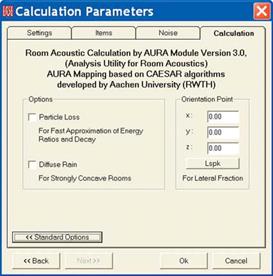 Calculation Parameters
Settings Items Noise Calculation
Room Acoustic Calculation by AURA Module Version 3.0,
(Analysis Utility for Room Acoustics)
AURA Mapping based on CAESAR algorithms
developed by Aachen University (RWTH)
Options
Particle Loss
For Fast Approximation of Energy
Ratios and Decay
Diffuse Rain
For Strongly Concave Rooms
Orientation Point
x: 0.00
y: 0.00
z: 0.00
Lspk
For Lateral Fraction
<< Standard Options
<< Back Next >> Ok Cancel